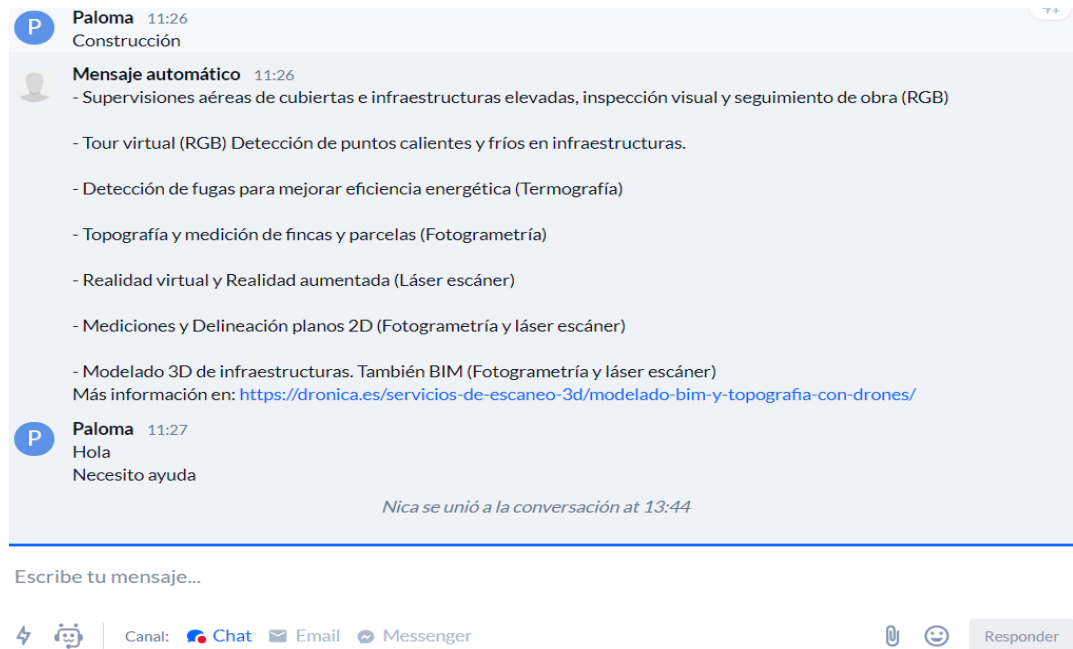 P
Paloma 11:26
Construcción
Mensaje automático 11:26
- Supervisiones aéreas de cubiertas e infraestructuras elevadas, inspección visual y seguimiento de obra (RGB)
- Tour virtual (RGB) Detección de puntos calientes y fríos en infraestructuras.
- Detección de fugas para mejorar eficiencia energética (Termografía)
- Topografía y medición de fincas y parcelas (Fotogrametría)
- Realidad virtual y Realidad aumentada (Láser escáner)
- Mediciones y Delineación planos 2D (Fotogrametría y láser escáner)
- Modelado 3D de infraestructuras. También BIM (Fotogrametría y láser escáner)
Más información en: https://dronica.es/servicios-de-escaneo-3d/modelado-bim-y-topografia-con-drones/
P
Paloma 11:27
Hola
Necesito ayuda
Nica se unió a la conversación at 13:44
Escribe tu mensaje...
Canal: Chat Email Messenger Responder